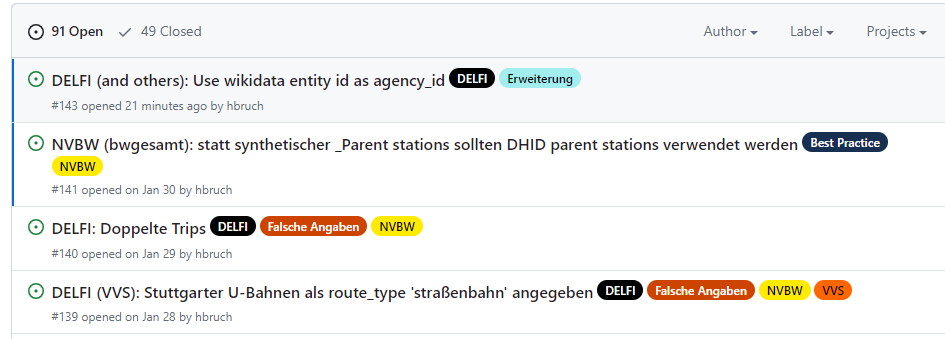 91 Open 49 Closed Author Label Projects
DELFI (and others): Use wikidata entity id as agency_id DELFI Erweiterung
#143 opened 21 minutes ago by hbruch
NVBW (bwgesamt): statt synthetischer _Parent stations sollten DHID parent stations verwendet werden Best Practice
NVBW
#141 opened on Jan 30 by hbruch
DELFI: Doppelte Trips DELFI Falsche Angaben NVBW
#140 opened on Jan 29 by hbruch
DELFI (VVS): Stuttgarter U-Bahnen als route_type 'straßenbahn' angegeben DELFI Falsche Angaben NVBW VVS
#139 opened on Jan 28 by hbruch